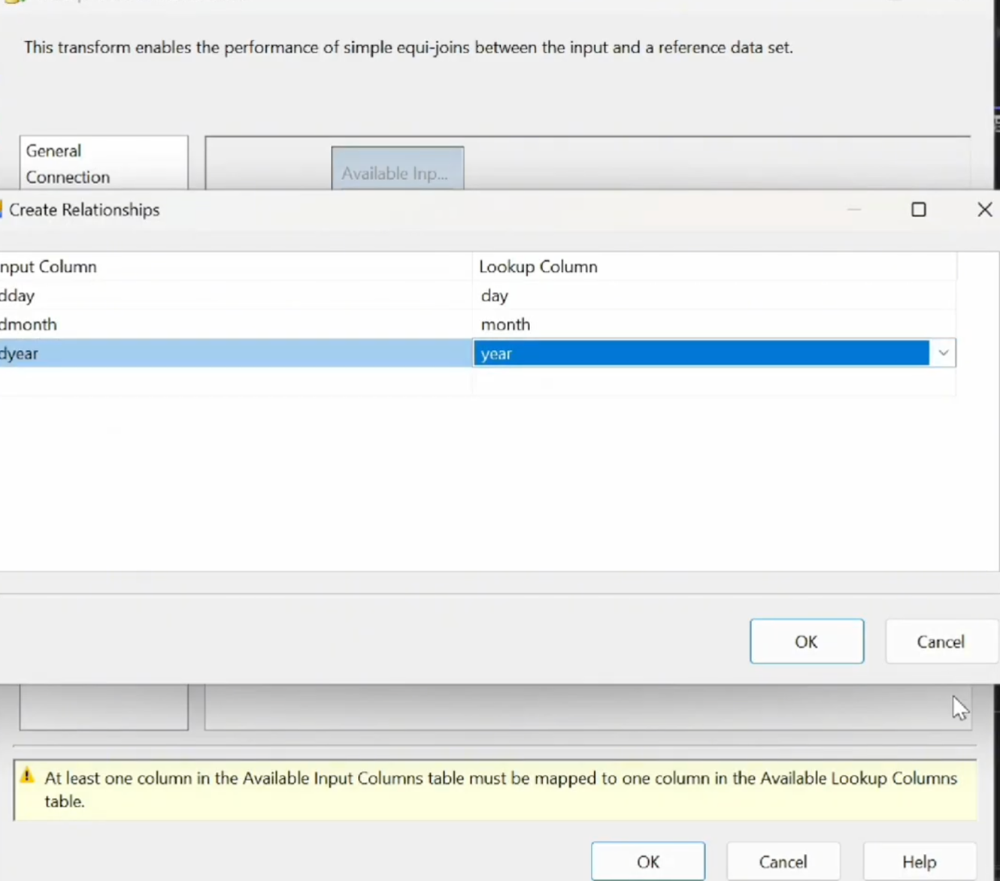 This transform enables the performance of simple equi-joins between the input and a reference data set.
General
Connection
Available Inp...
Create Relationships
nput Column Lookup Column
dday day
dmonth month
dyear year
OK Cancel
At least one column in the Available Input Columns table must be mapped to one column in the Available Lookup Columns
table.
OK Cancel Help